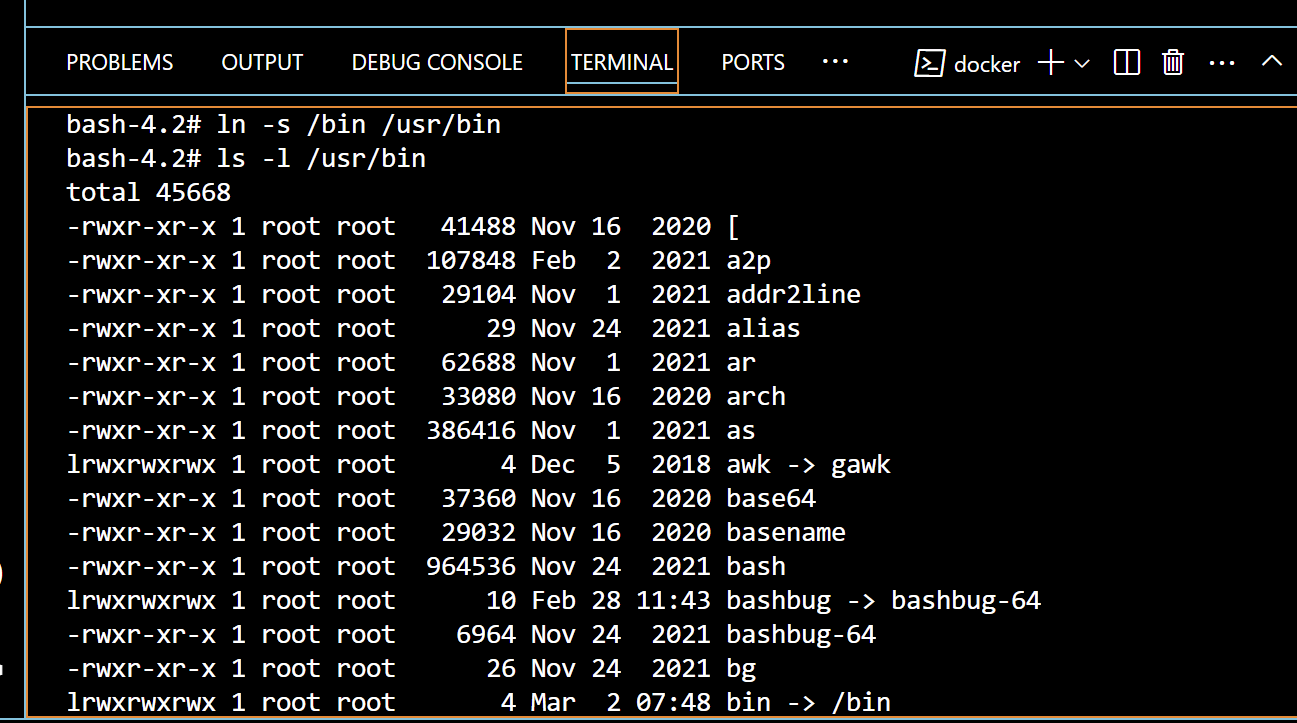 PROBLEMS OUTPUT DEBUG CONSOLE TERMINAL PORTS ··· docker ···
bash-4.2# ln -s /bin /usr/bin
bash-4.2# ls -l /usr/bin
total 45668
-rwxr-xr-x 1 root root   41488 Nov 16  2020 [
-rwxr-xr-x 1 root root  107848 Feb  2  2021 a2p
-rwxr-xr-x 1 root root   29104 Nov  1  2021 addr2line
-rwxr-xr-x 1 root root      29 Nov 24  2021 alias
-rwxr-xr-x 1 root root   62688 Nov  1  2021 ar
-rwxr-xr-x 1 root root   33080 Nov 16  2020 arch
-rwxr-xr-x 1 root root  386416 Nov  1  2021 as
lrwxrwxrwx 1 root root       4 Dec  5  2018 awk -> gawk
-rwxr-xr-x 1 root root   37360 Nov 16  2020 base64
-rwxr-xr-x 1 root root   29032 Nov 16  2020 basename
-rwxr-xr-x 1 root root  964536 Nov 24  2021 bash
lrwxrwxrwx 1 root root      10 Feb 28 11:43 bashbug -> bashbug-64
-rwxr-xr-x 1 root root    6964 Nov 24  2021 bashbug-64
-rwxr-xr-x 1 root root      26 Nov 24  2021 bg
lrwxrwxrwx 1 root root       4 Mar  2 07:48 bin -> /bin